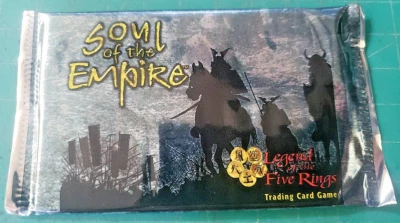 Soul
of the
Empire
Legend
of the
Five Rings
Trading Card Game